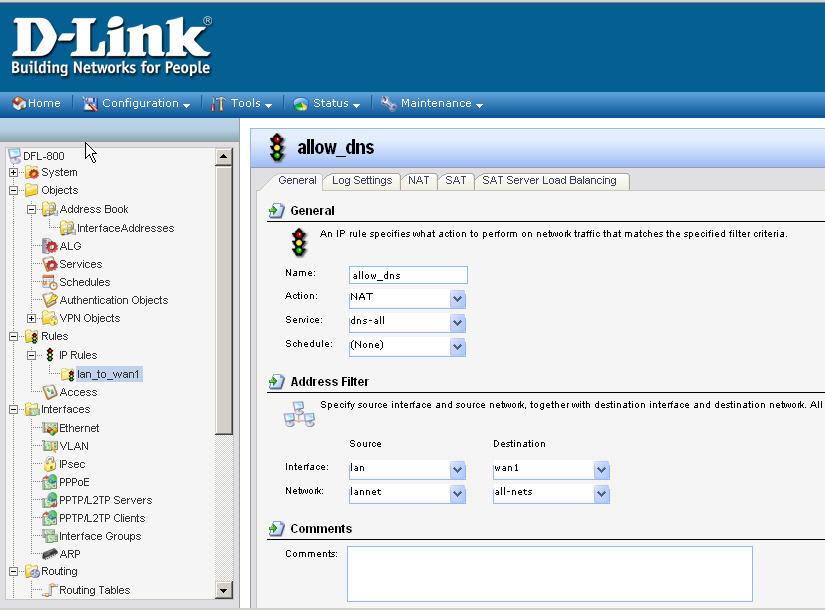 D-Link®
Building Networks for People
Home Configuration Tools Status Maintenance
DFL-800
System
Objects
Address Book
InterfaceAddresses
ALG
Services
Schedules
Authentication Objects
VPN Objects
Rules
IP Rules
lan_to_wan1
Access
Interfaces
Ethernet
VLAN
IPsec
PPPoE
PPTP/L2TP Servers
PPTP/L2TP Clients
Interface Groups
ARP
Routing
Routing Tables
allow_dns
General Log Settings NAT SAT SAT Server Load Balancing
General
An IP rule specifies what action to perform on network traffic that matches the specified filter criteria.
Name: allow_dns
Action: NAT
Service: dns-all
Schedule: (None)
Address Filter
Specify source interface and source network, together with destination interface and destination network. All
Source Destination
Interface: lan wan1
Network: lannet all-nets
Comments
Comments: